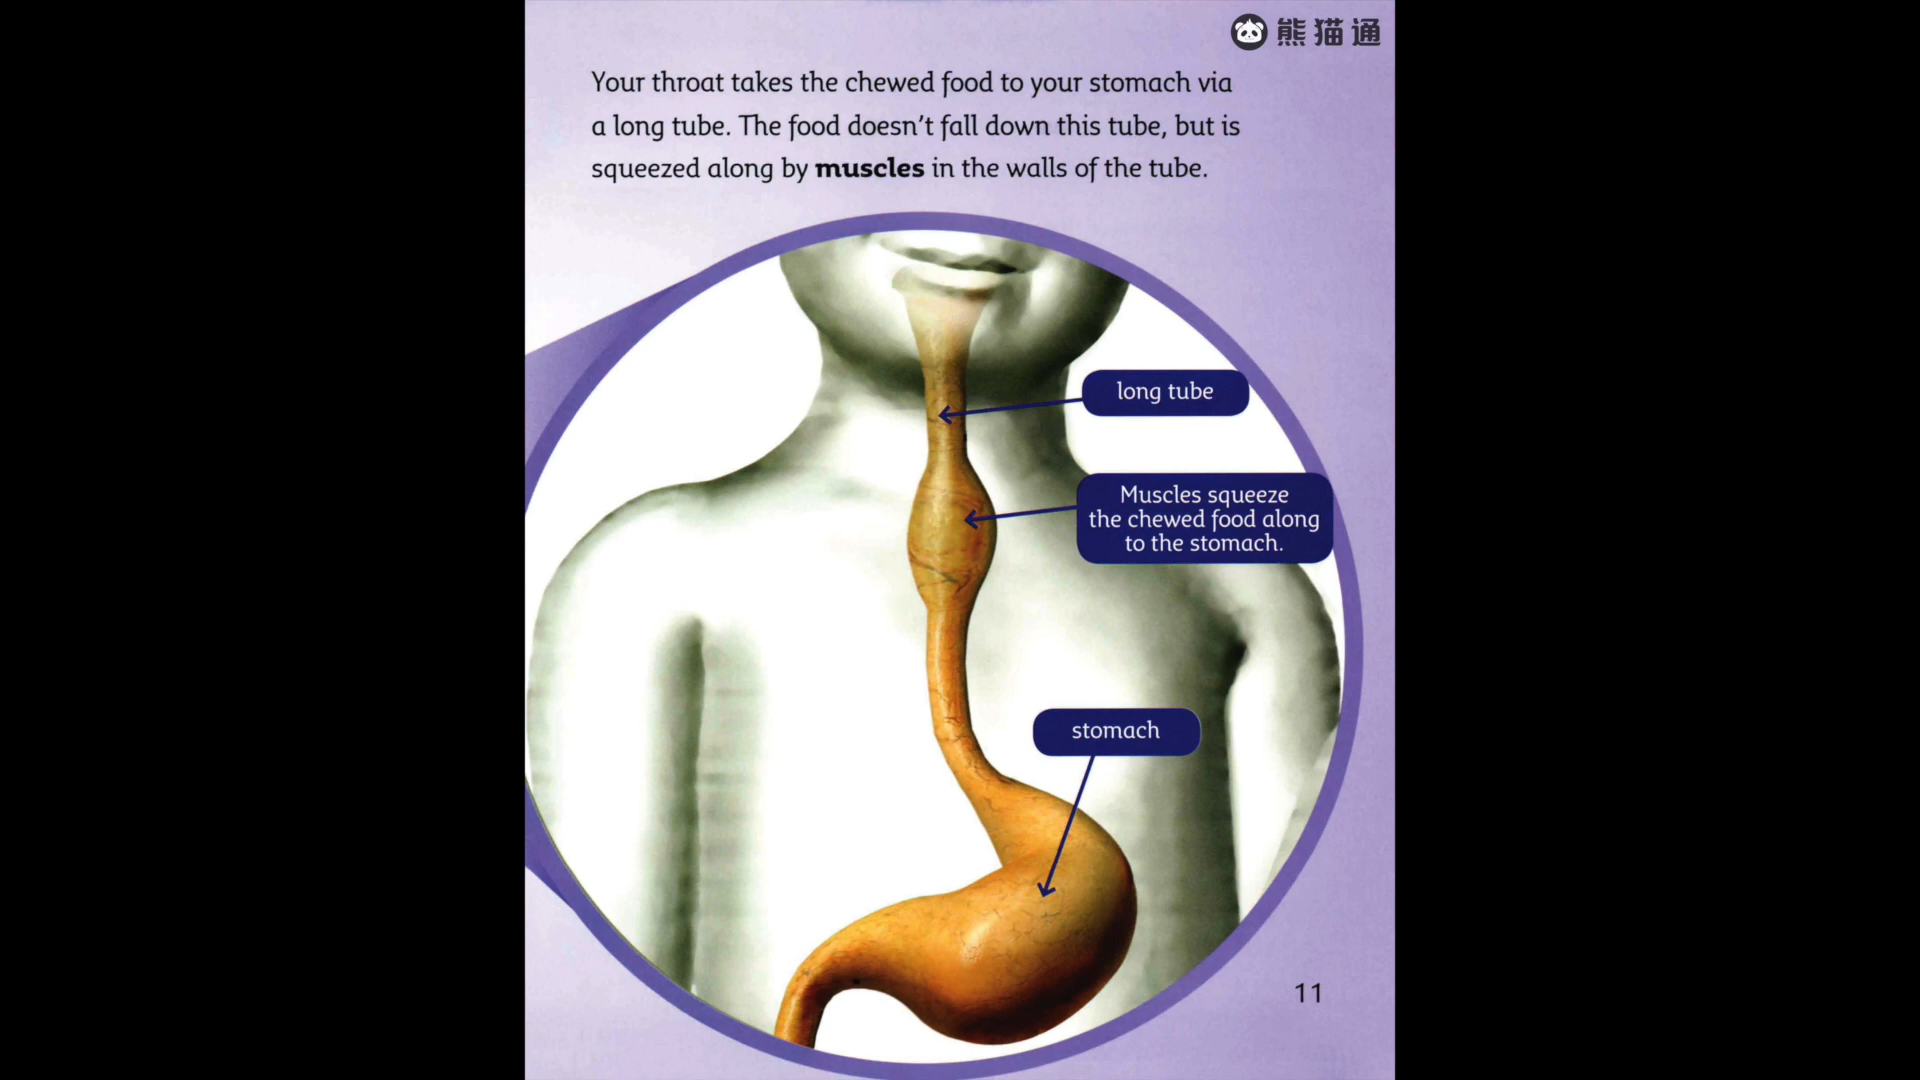 熊猫通
Your throat takes the chewed food to your stomach via
a long tube. The food doesn't fall down this tube, but is
squeezed along by muscles in the walls of the tube.
long tube
Muscles squeeze
the chewed food along
to the stomach.
stomach
11